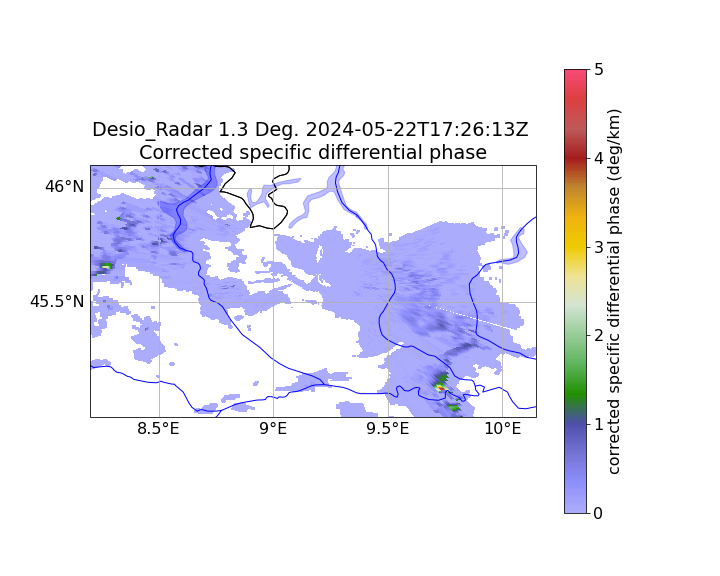 Desio_Radar 1.3 Deg. 2024-05-22T17:26:13Z
Corrected specific differential phase
46°N
45.5°N
8.5°E
9°E
9.5°E
10°E
5
4
3
2
1
0
corrected specific differential phase (deg/km)